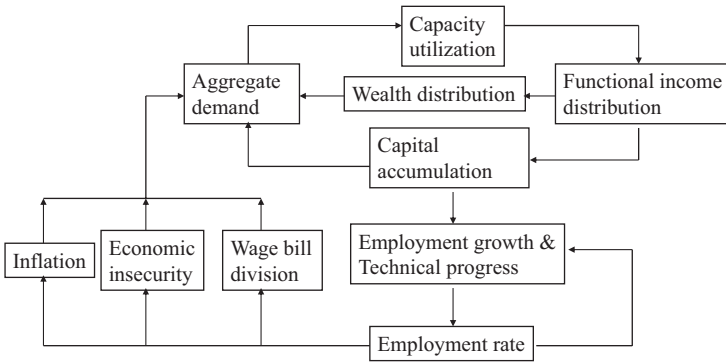 Capacity
utilization
Aggregate
demand
Wealth distribution
Functional income
distribution
Capital
accumulation
Inflation
Economic
insecurity
Wage bill
division
Employment growth &
Technical progress
Employment rate